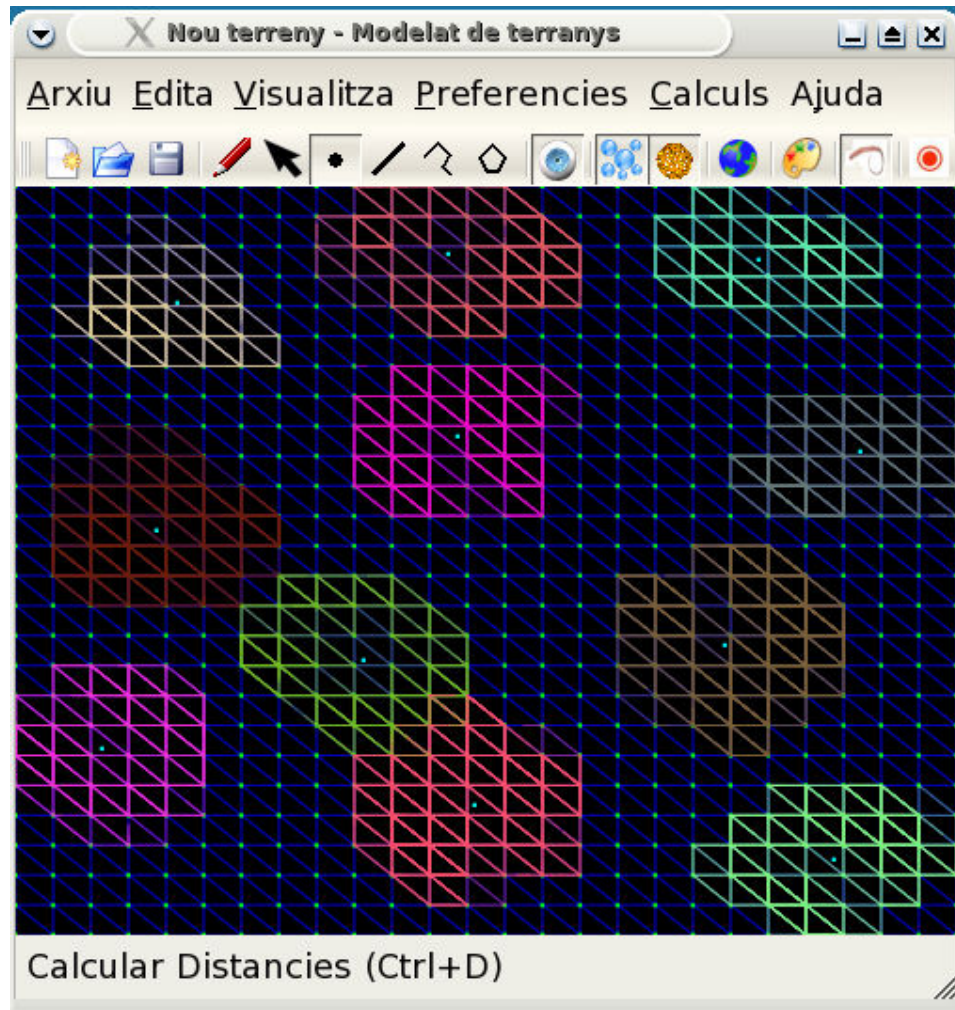 Nou terreny - Modelat de terranys
Arxiu Edita Visualitza Preferencies Calculs Ajuda
Calcular Distancies (Ctrl+D)